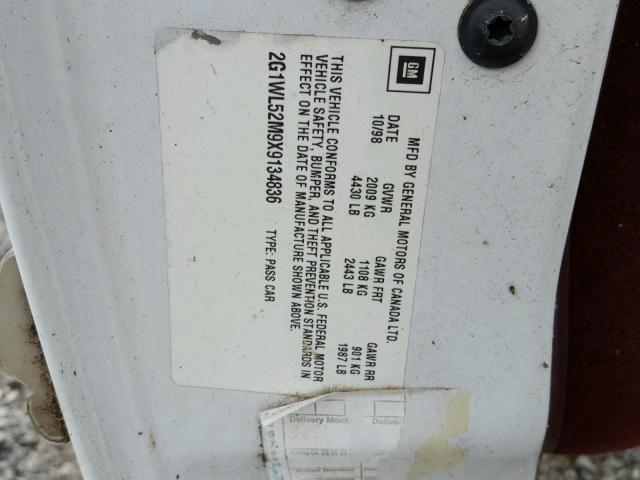 GM
MFD BY GENERAL MOTORS OF CANADA LTD.
DATE GVWR GAWR FRT GAWR RR
10/98 2009 KG 1108 KG 901 KG
4430 LB 2443 LB 1987 LB
THIS VEHICLE CONFORMS TO ALL APPLICABLE U.S. FEDERAL MOTOR
VEHICLE SAFETY, BUMPER, AND THEFT PREVENTION STANDARDS IN
EFFECT ON THE DATE OF MANUFACTURE SHOWN ABOVE.
2G1WL52M9X9134836 TYPE: PASS CAR
Delivery Mont